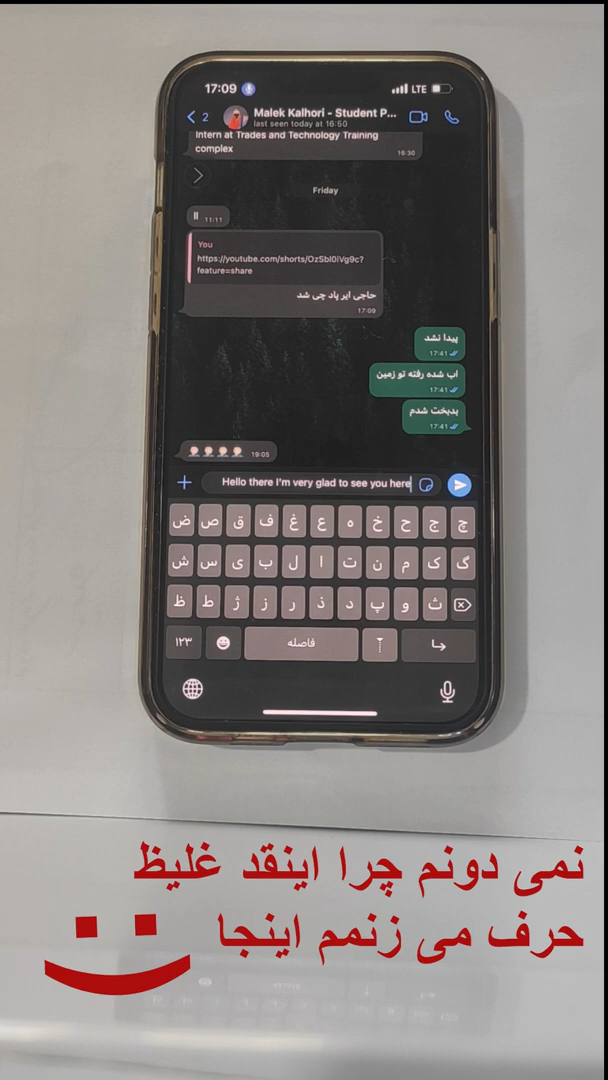 17:09
LTE
2
Malek Kalhori - Student P...
last seen today at 16:50
Intern at Trades and Technology Training
complex
16:30
Friday
11:11
You
https://youtube.com/shorts/OzSbI0iVg9c?
feature=share
حاجی ایر پاد چی شد
17:09
پیدا نشد
17:41
اب شده رفته تو زمین
17:41
بدبخت شدم
17:41
19:05
Hello there I'm very glad to see you here
ض ص ق ف غ ع ه خ ح ج چ
ش س ی ب ل ا ت ن م ک گ
ظ ط ژ ز ر ذ د پ و ث
۱۲۳
فاصله
نمی دونم چرا اینقد غلیظ
حرف می زنمم اینجا